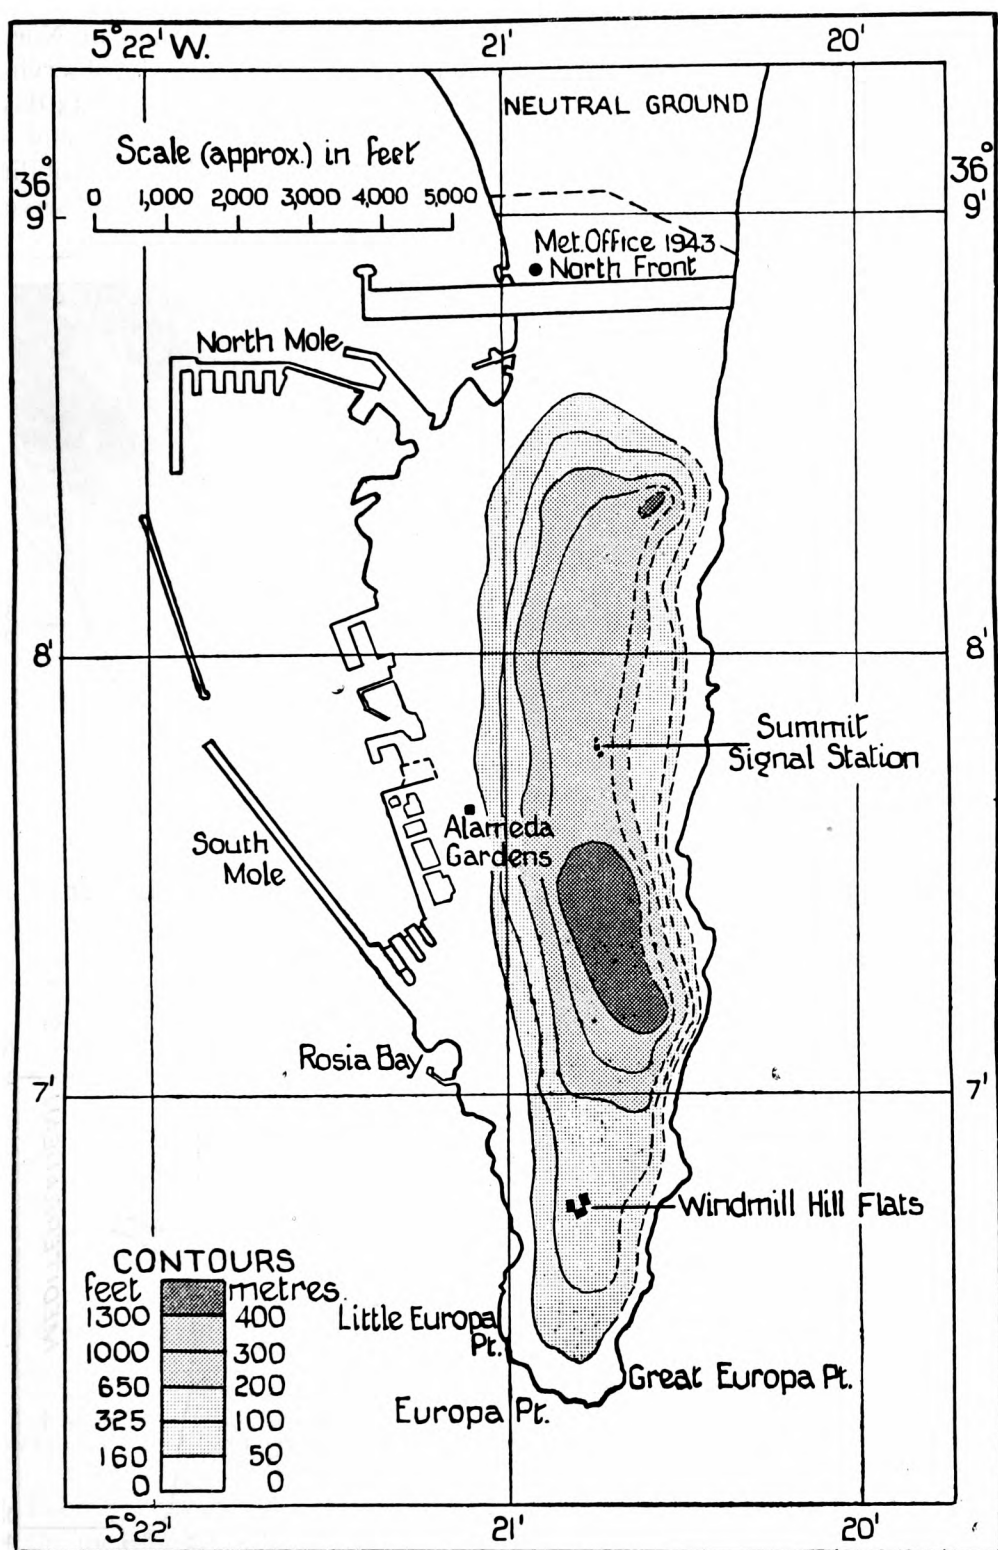 5°22' W.
21'
20'
NEUTRAL GROUND
Scale (approx.) in feet
0 1,000 2,000 3,000 4,000 5,000
36°
9'
36°
9'
Met. Office 1943
North Front
North Mole
8'
8'
Summit
Signal Station
Alameda
Gardens
South
Mole
Rosia Bay
7'
7'
Windmill Hill Flats
CONTOURS
feet metres.
1300 400
1000 300
650 200
325 100
160 50
0 0
Little Europa
Pt.
Great Europa Pt.
Europa Pt.
5°22'
21'
20'